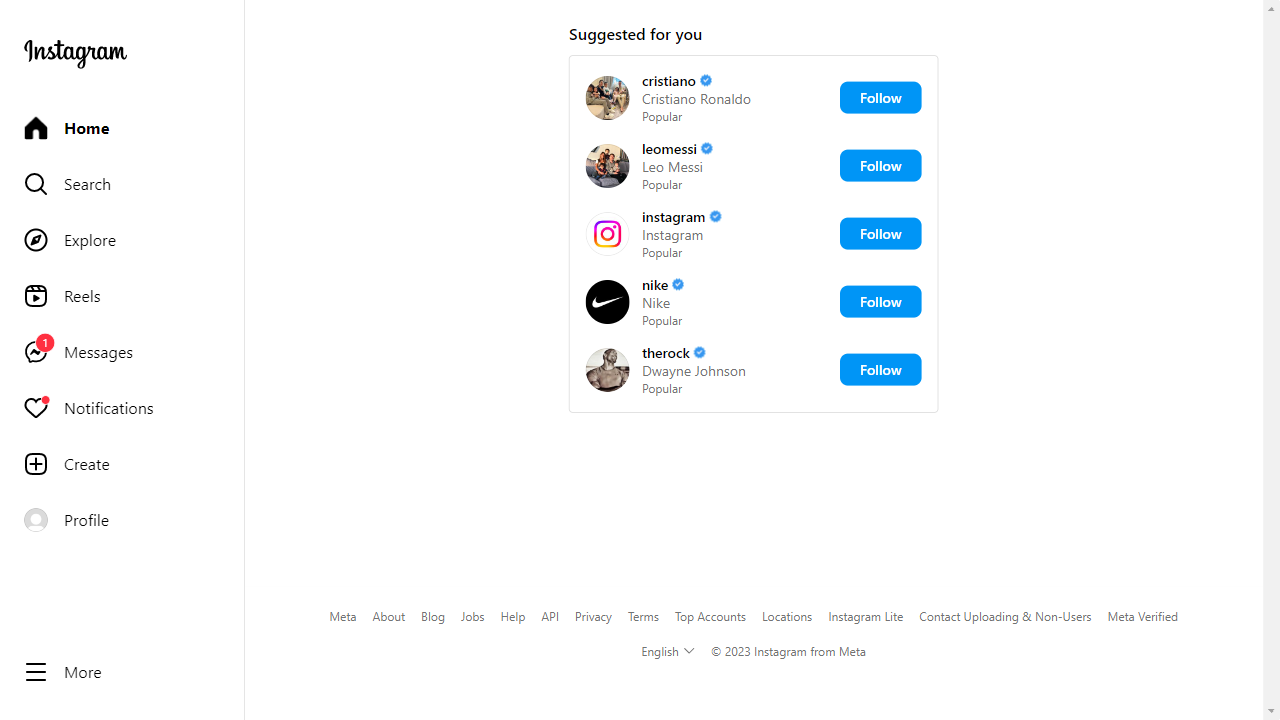 Instagram
Home
Search
Explore
Reels
1
Messages
Notifications
Create
Profile
More
Suggested for you
cristiano
Cristiano Ronaldo
Popular
Follow
leomessi
Leo Messi
Popular
Follow
instagram
Instagram
Popular
Follow
nike
Nike
Popular
Follow
therock
Dwayne Johnson
Popular
Follow
Meta About Blog Jobs Help API Privacy Terms Top Accounts Locations Instagram Lite Contact Uploading & Non-Users Meta Verified
English © 2023 Instagram from Meta